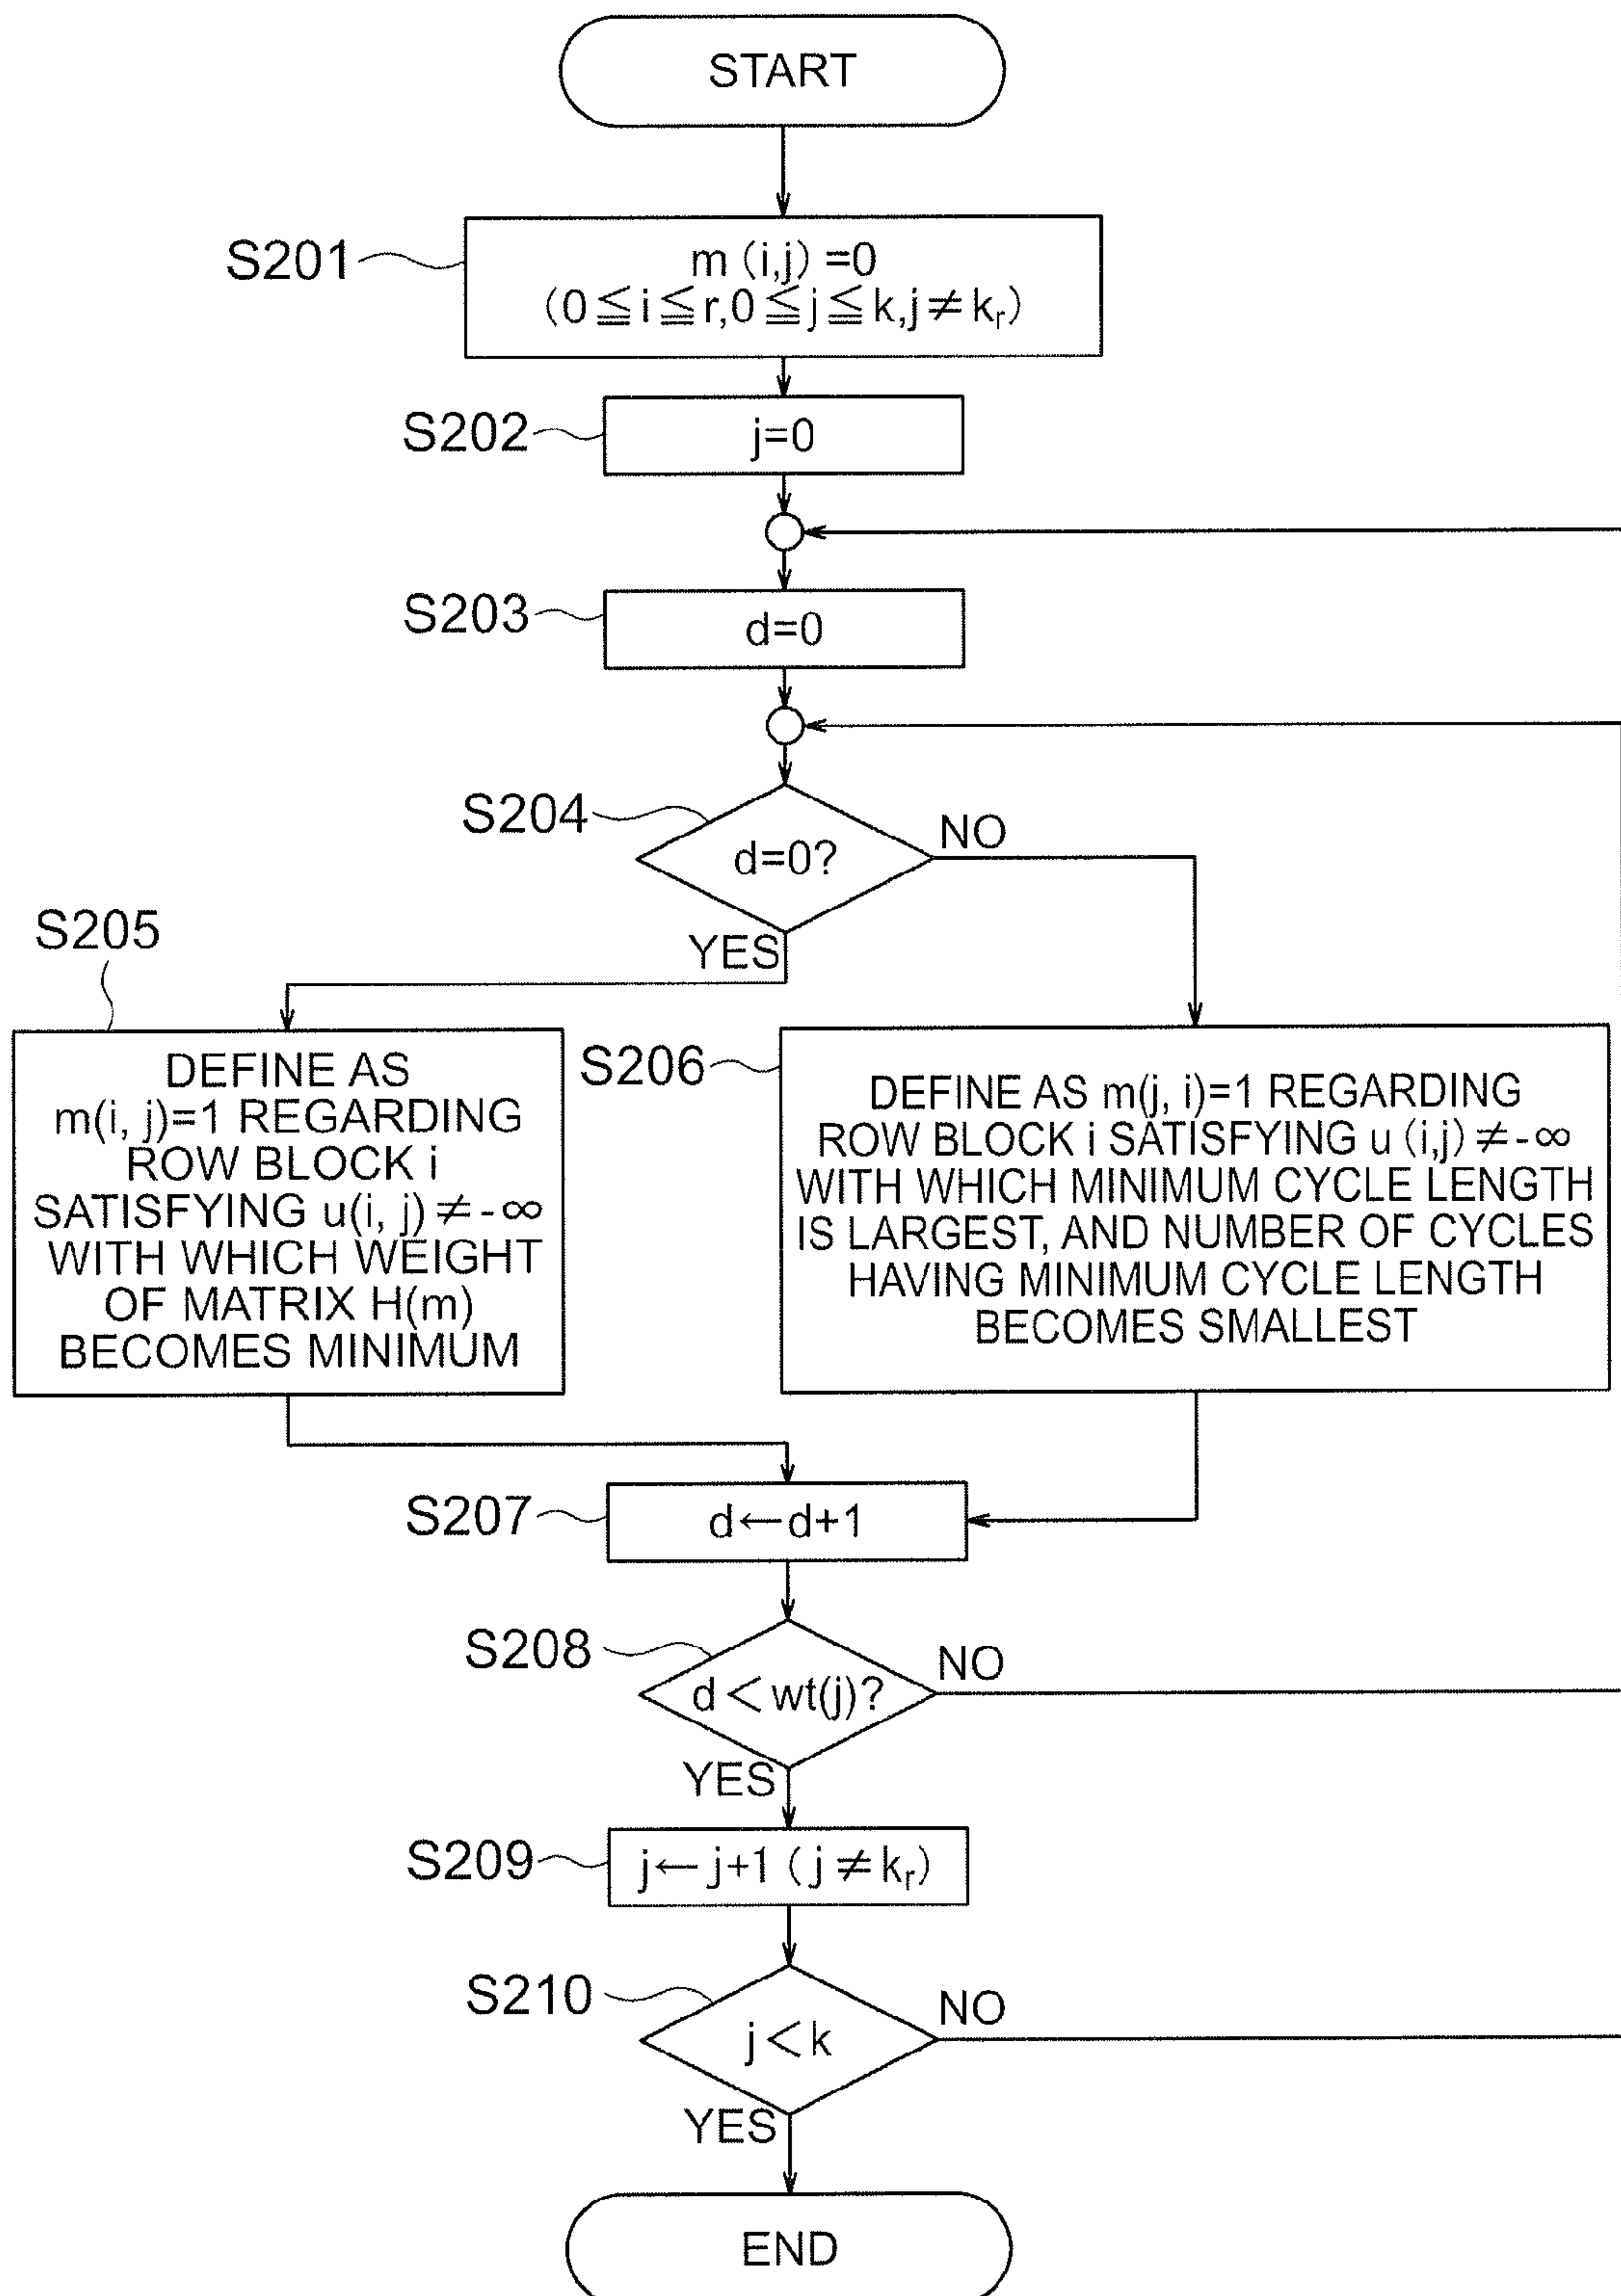 START
S201
m (i,j) =0
(0≦i≦r,0≦j≦k,j≠kᵣ)
S202
j=0
S203
d=0
S204
d=0?
NO
YES
S205
DEFINE AS
m(i, j)=1 REGARDING
ROW BLOCK i
SATISFYING u(i, j)≠-∞
WITH WHICH WEIGHT
OF MATRIX H(m)
BECOMES MINIMUM
S206
DEFINE AS m(j, i)=1 REGARDING
ROW BLOCK i SATISFYING u (i,j)≠-∞
WITH WHICH MINIMUM CYCLE LENGTH
IS LARGEST, AND NUMBER OF CYCLES
HAVING MINIMUM CYCLE LENGTH
BECOMES SMALLEST
S207
d←d+1
S208
d<wt(j)?
NO
YES
S209
j←j+1 (j≠kᵣ)
S210
j<k
NO
YES
END